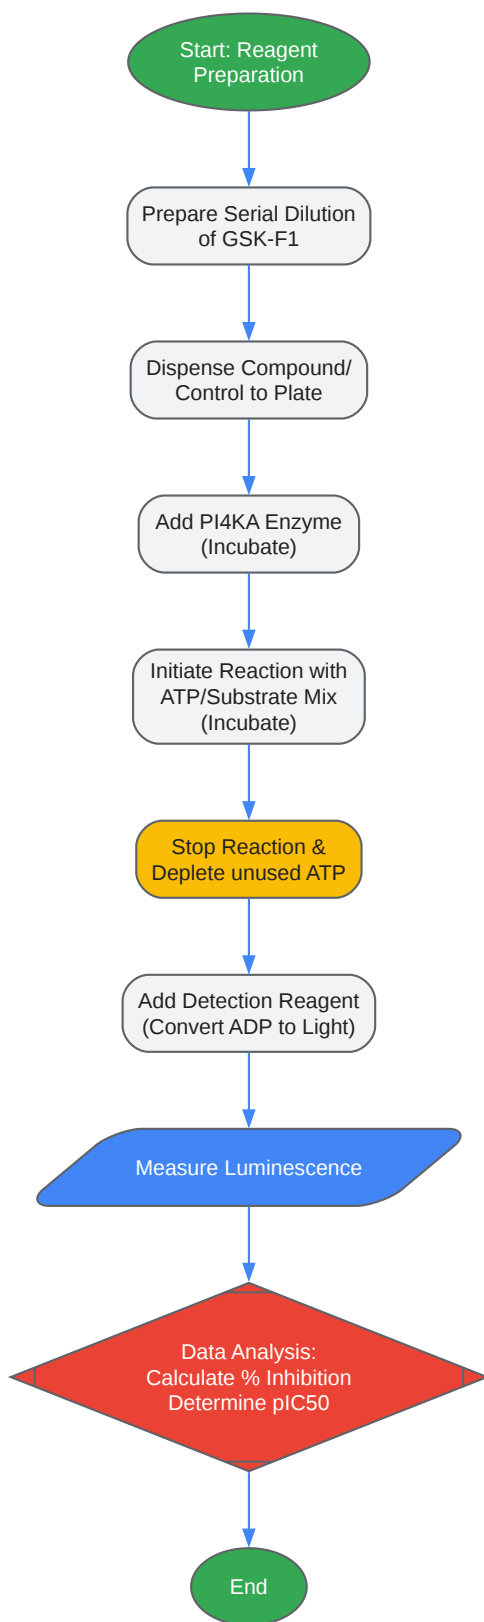 Start: Reagent
Preparation
Prepare Serial Dilution
of GSK-F1
Dispense Compound/
Control to Plate
Add PI4KA Enzyme
(Incubate)
Initiate Reaction with
ATP/Substrate Mix
(Incubate)
Stop Reaction &
Deplete unused ATP
Add Detection Reagent
(Convert ADP to Light)
Measure Luminescence
Data Analysis:
Calculate % Inhibition
Determine pIC50
End